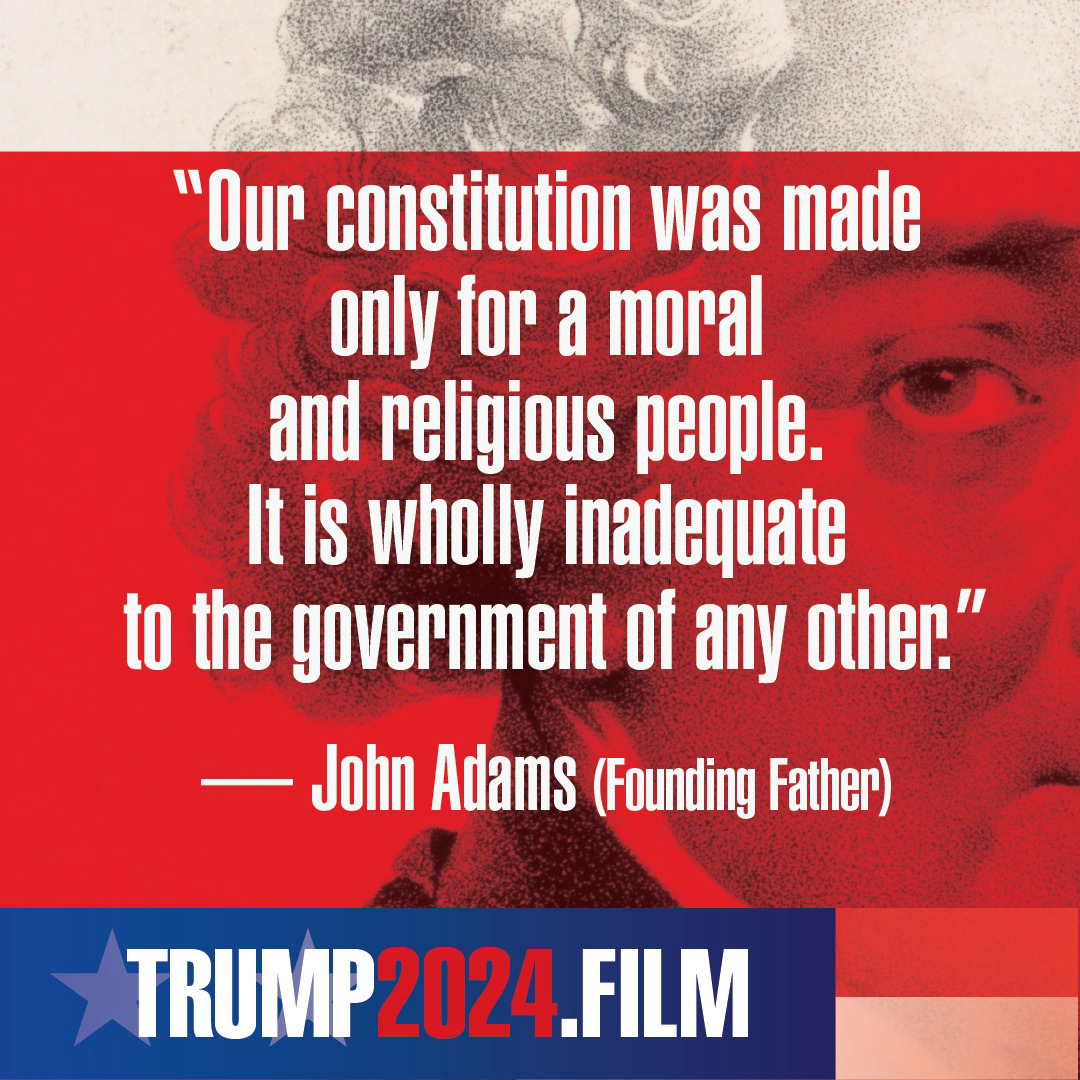 “Our constitution was made
only for a moral
and religious people.
It is wholly inadequate
to the government of any other.”
— John Adams (Founding Father)
TRUMP2024.FILM